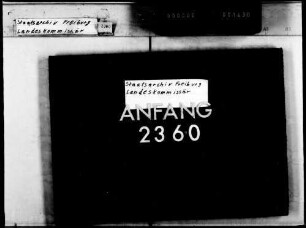 Staatsarchiv Freiburg
Landeskommissär
Staatsarchiv Freiburg
Landeskommissär
ANFANG
2360